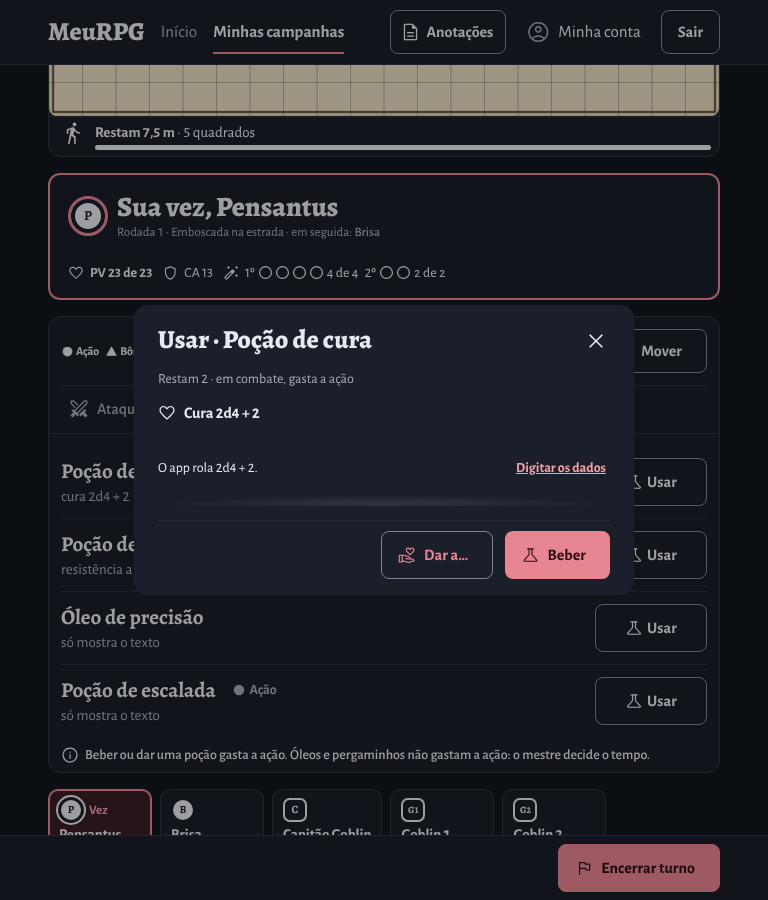 MeuRPG Início Minhas campanhas Anotações Minha conta Sair
Restam 7,5 m · 5 quadrados
P Sua vez, Pensantus
Rodada 1 · Emboscada na estrada · em seguida: Brisa
PV 23 de 23 CA 13 1º 4 de 4 2º 2 de 2
Usar · Poção de cura
Restam 2 · em combate, gasta a ação
Cura 2d4 + 2
O app rola 2d4 + 2. Digitar os dados
Dar a... Beber
Ação Mover
Poção de
cura 2d4 + 2
Usar
Poção de
resistência a
Usar
Óleo de precisão
só mostra o texto
Usar
Poção de escalada Ação
só mostra o texto
Usar
Beber ou dar uma poção gasta a ação. Óleos e pergaminhos não gastam a ação: o mestre decide o tempo.
P Vez B C G1 G2
Pensantus Brisa Capitão Goblin Goblin 1 Goblin 2
Encerrar turno